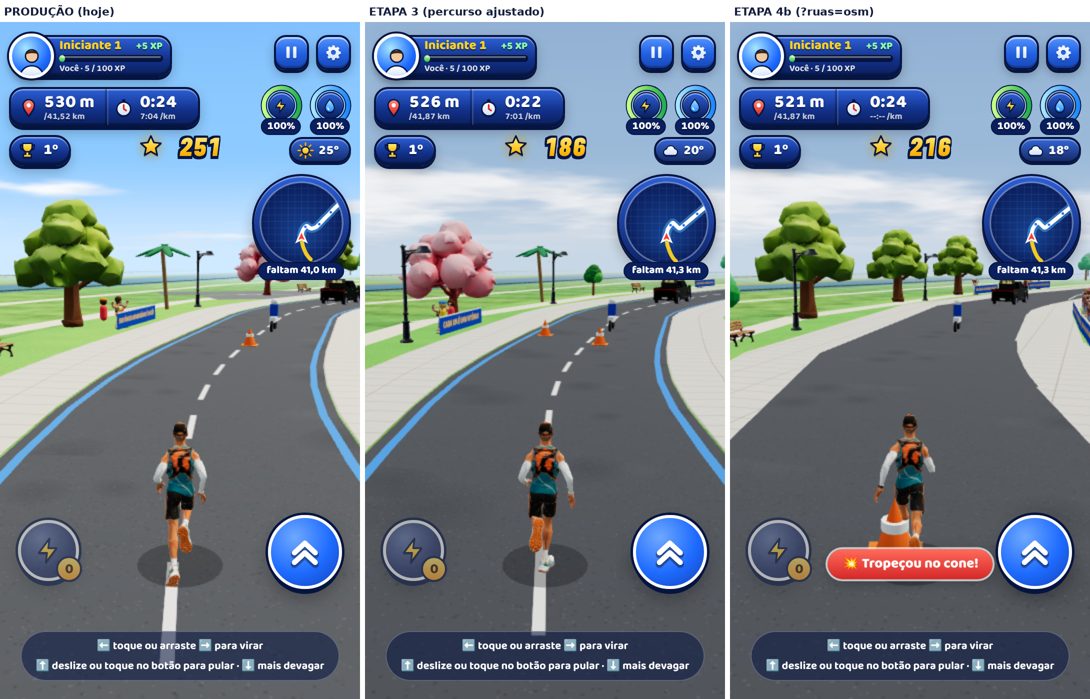 PRODUÇÃO (hoje)
Iniciante 1 +5 XP
Você · 5 / 100 XP
530 m 0:24
/41,52 km 7:04 /km
100% 100%
1º 251 25°
faltam 41,0 km
0
⬅ toque ou arraste ➡ para virar
⬆ deslize ou toque no botão para pular · ⬇ mais devagar
ETAPA 3 (percurso ajustado)
Iniciante 1 +5 XP
Você · 5 / 100 XP
526 m 0:22
/41,87 km 7:01 /km
100% 100%
1º 186 20°
faltam 41,3 km
0
⬅ toque ou arraste ➡ para virar
⬆ deslize ou toque no botão para pular · ⬇ mais devagar
ETAPA 4b (?ruas=osm)
Iniciante 1 +5 XP
Você · 5 / 100 XP
521 m 0:24
/41,87 km --:-- /km
100% 100%
1º 216 18°
faltam 41,3 km
0
💥 Tropeçou no cone!
⬅ toque ou arraste ➡ para virar
⬆ deslize ou toque no botão para pular · ⬇ mais devagar